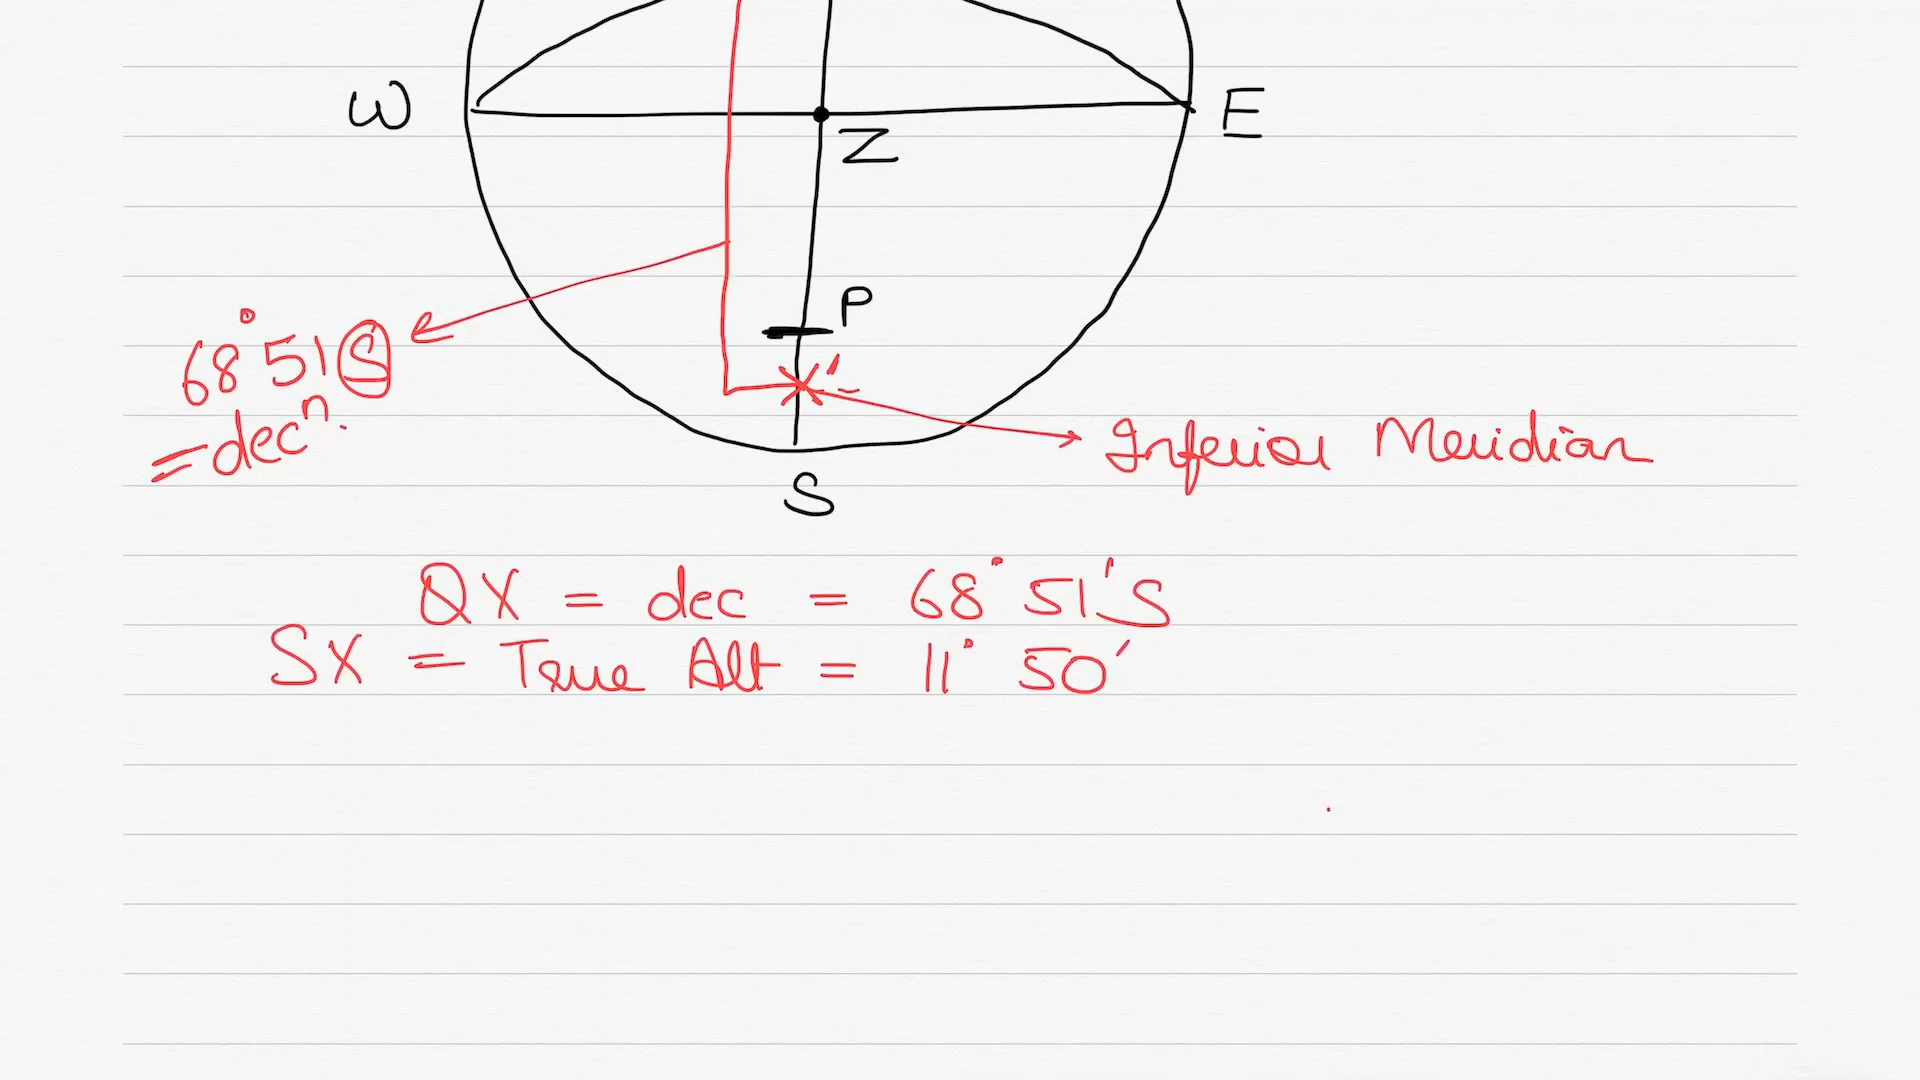 W
E
Z
P
68° 51 S
= decⁿ.
Inferior Meridian
S
QX = dec = 68° 51' S
SX = True Alt = 11° 50'